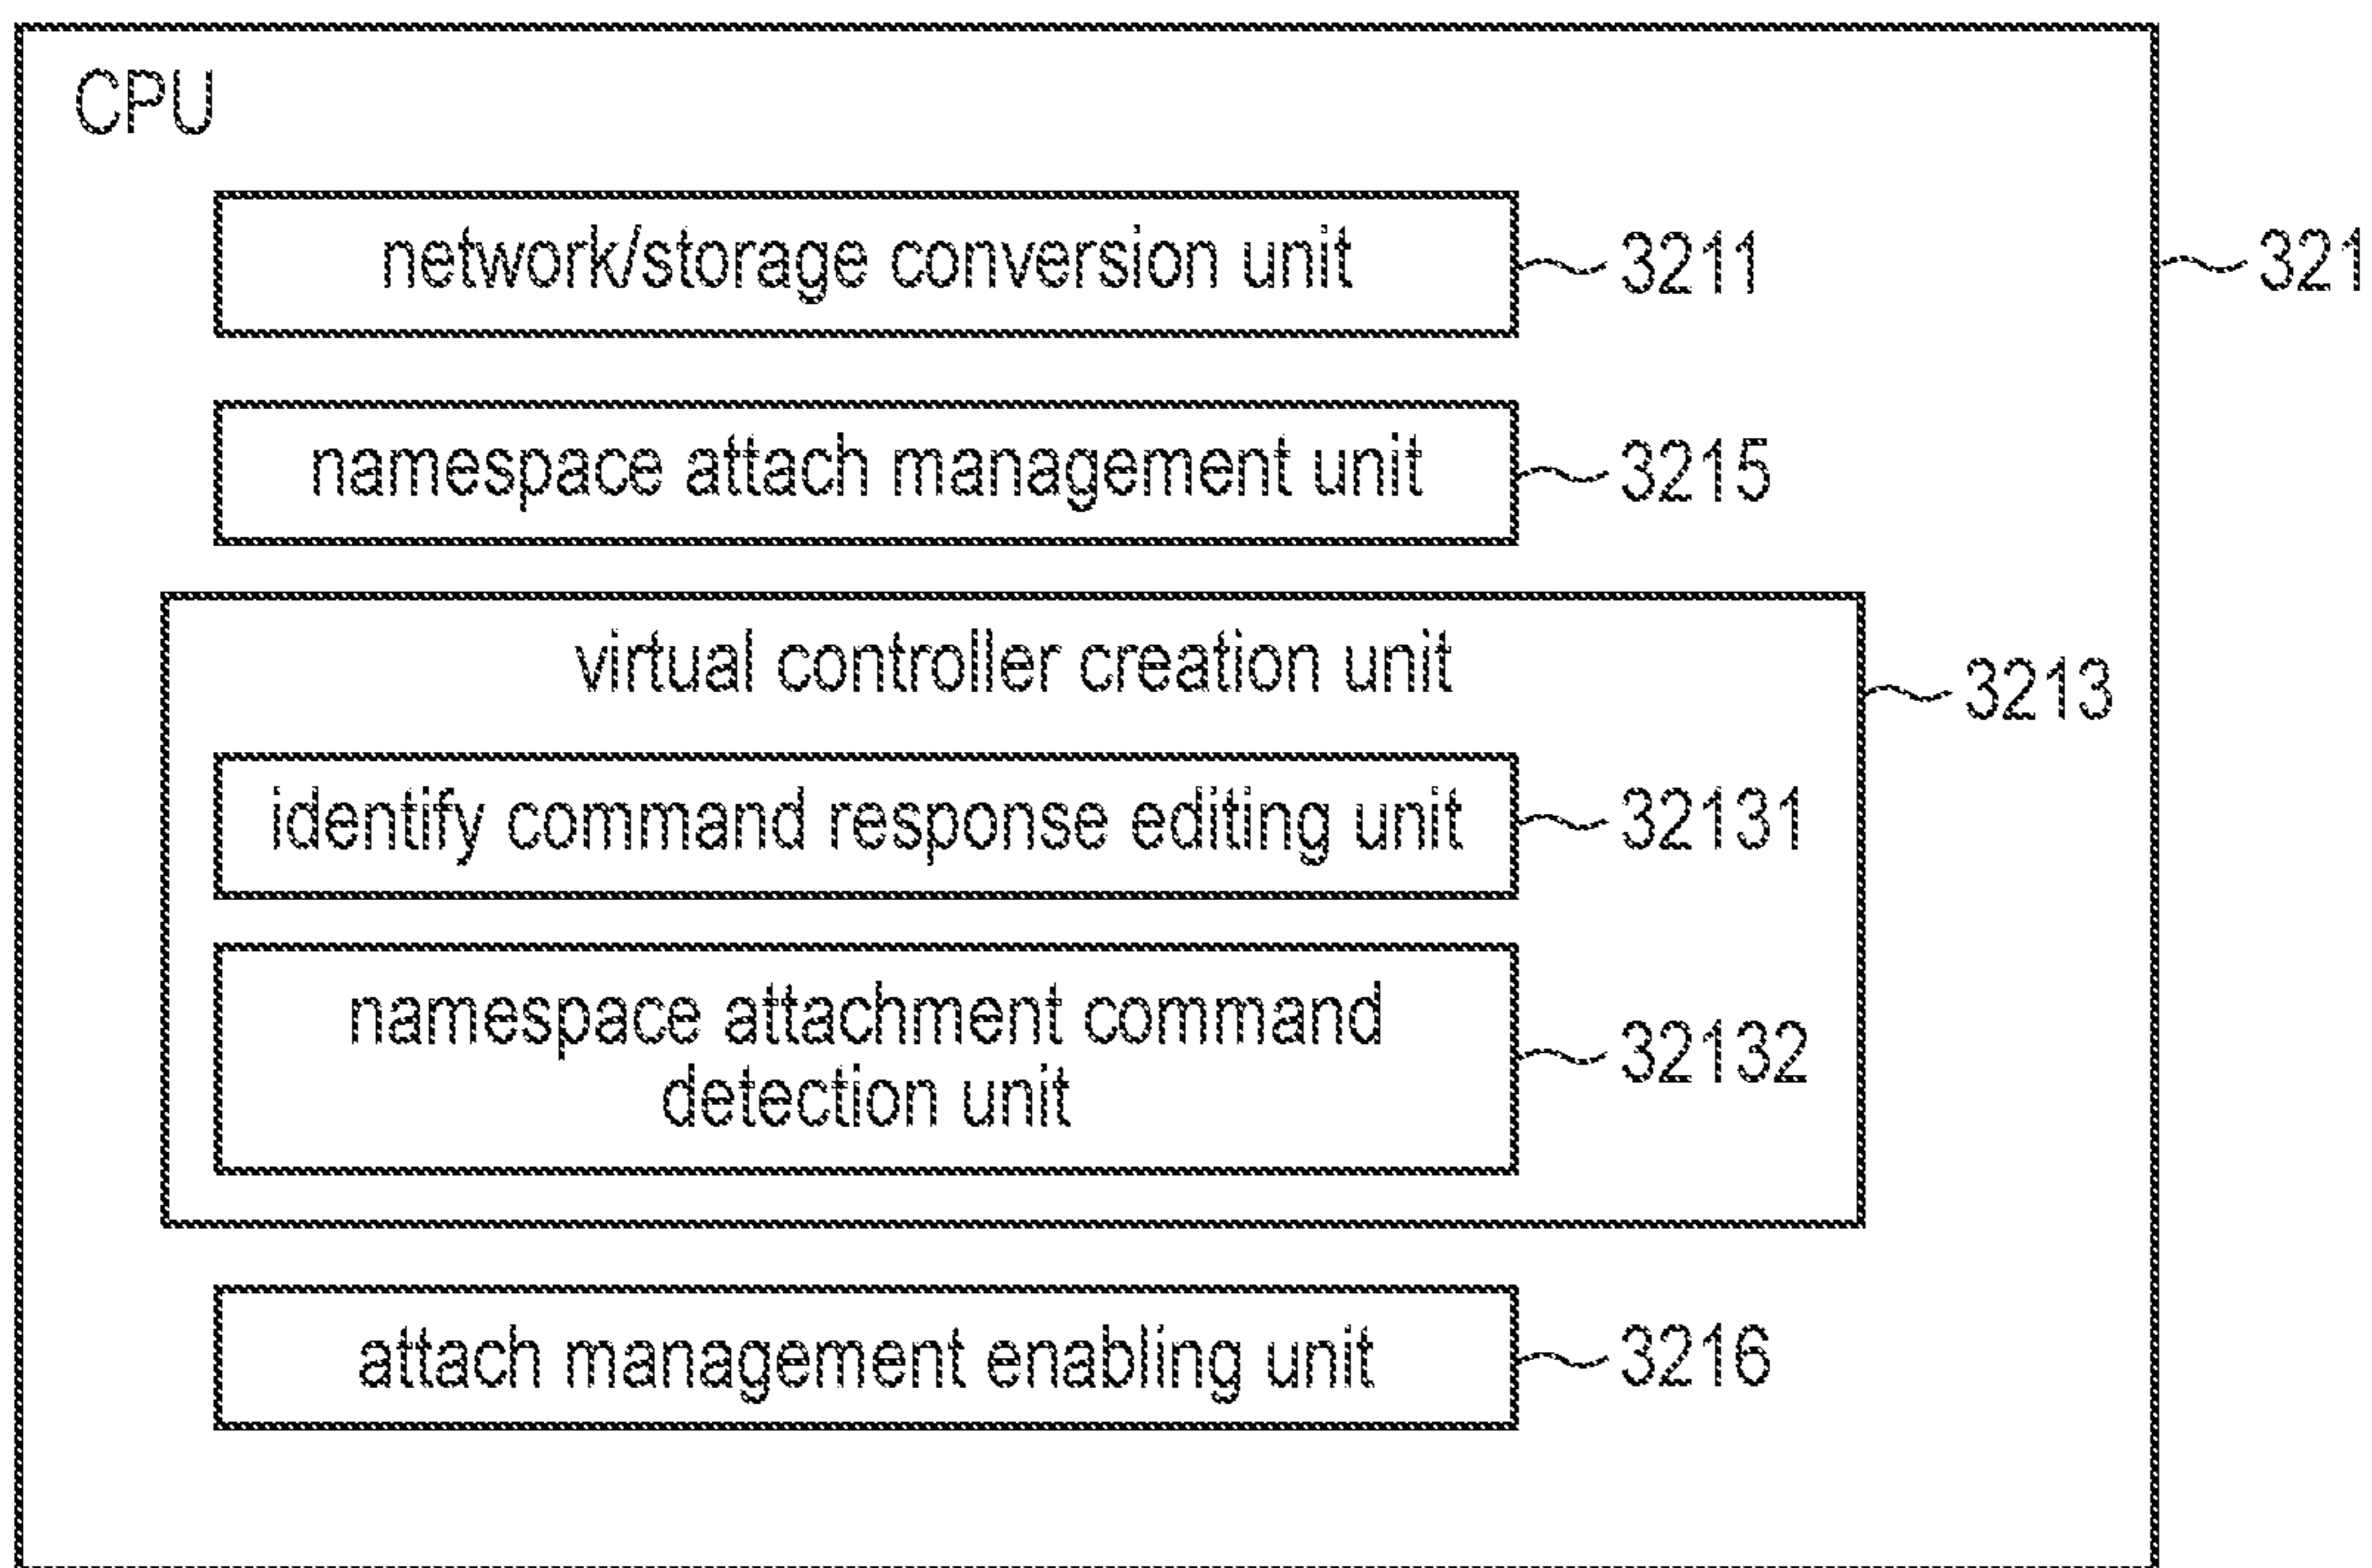 CPU
network/storage conversion unit
3211
321
namespace attach management unit
3215
virtual controller creation unit
3213
identify command response editing unit
32131
namespace attachment command
detection unit
32132
attach management enabling unit
3216